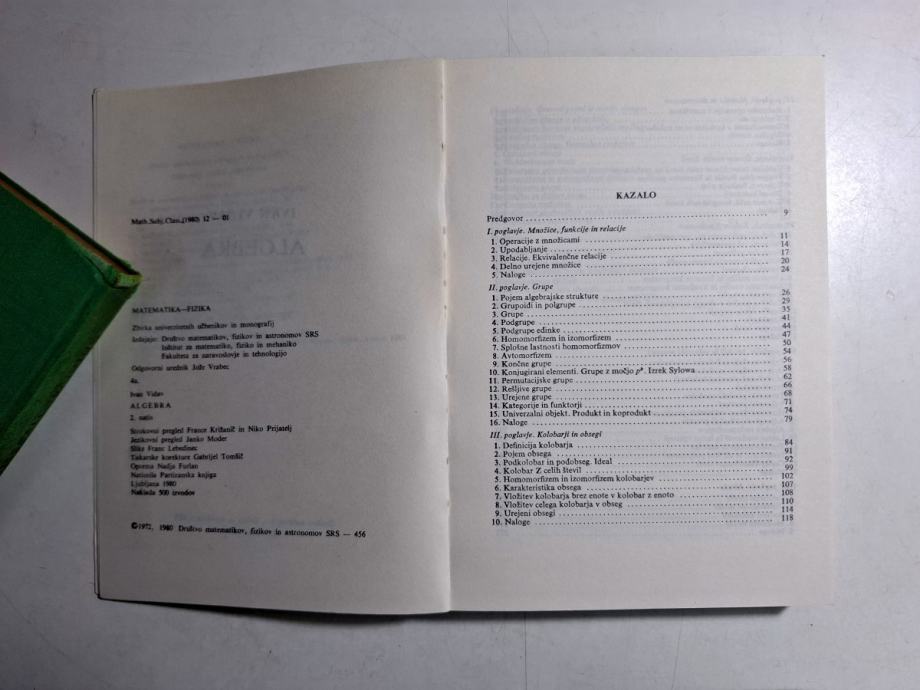 Math. Subj. Class. (1980) 12 — 01
MATEMATIKA—FIZIKA
Zbirka univerzitetnih učbenikov in monografij
Izdajajo: Društvo matematikov, fizikov in astronomov SRS
Inštitut za matematiko, fiziko in mehaniko
Fakulteta za naravoslovje in tehnologijo
Odgovorni urednik Jože Vrabec
4a.
Ivan Vidav
ALGEBRA
2. natis
Strokovni pregled France Križanič in Niko Prijatelj
Jezikovni pregled Janko Moder
Slike Franc Lebedinec
Tiskarske korekture Gabrijel Tomšič
Oprema Nadja Furlan
Natisnila Partizanska knjiga
Ljubljana 1980
Naklada 500 izvodov
©1972, 1980 Društvo matematikov, fizikov in astronomov SRS — 456
KAZALO
Predgovor 9
I. poglavje. Množice, funkcije in relacije
1. Operacije z množicami 11
2. Upodabljanje 14
3. Relacije. Ekvivalenčne relacije 17
4. Delno urejene množice 20
5. Naloge 24
II. poglavje. Grupe
1. Pojem algebrajske strukture 26
2. Grupoidi in polgrupe 29
3. Grupe 35
4. Podgrupe 41
5. Podgrupe edinke 44
6. Homomorfizem in izomorfizem 47
7. Splošne lastnosti homomorfizmov 50
8. Avtomorfizem 54
9. Končne grupe 56
10. Konjugirani elementi. Grupe z močjo pⁿ. Izrek Sylowa 58
11. Permutacijske grupe 62
12. Rešljive grupe 66
13. Urejene grupe 68
14. Kategorije in funktorji 71
15. Univerzalni objekt. Produkt in koprodukt 74
16. Naloge 79
III. poglavje. Kolobarji in obsegi
1. Definicija kolobarja 84
2. Pojem obsega 91
3. Podkolobar in podobseg. Ideal 92
4. Kolobar Z celih števil 99
5. Homomorfizem in izomorfizem kolobarjev 102
6. Karakteristika obsega 107
7. Vložitev kolobarja brez enote v kolobar z enoto 108
8. Vložitev celega kolobarja v obseg 110
9. Urejeni obsegi 114
10. Naloge 118